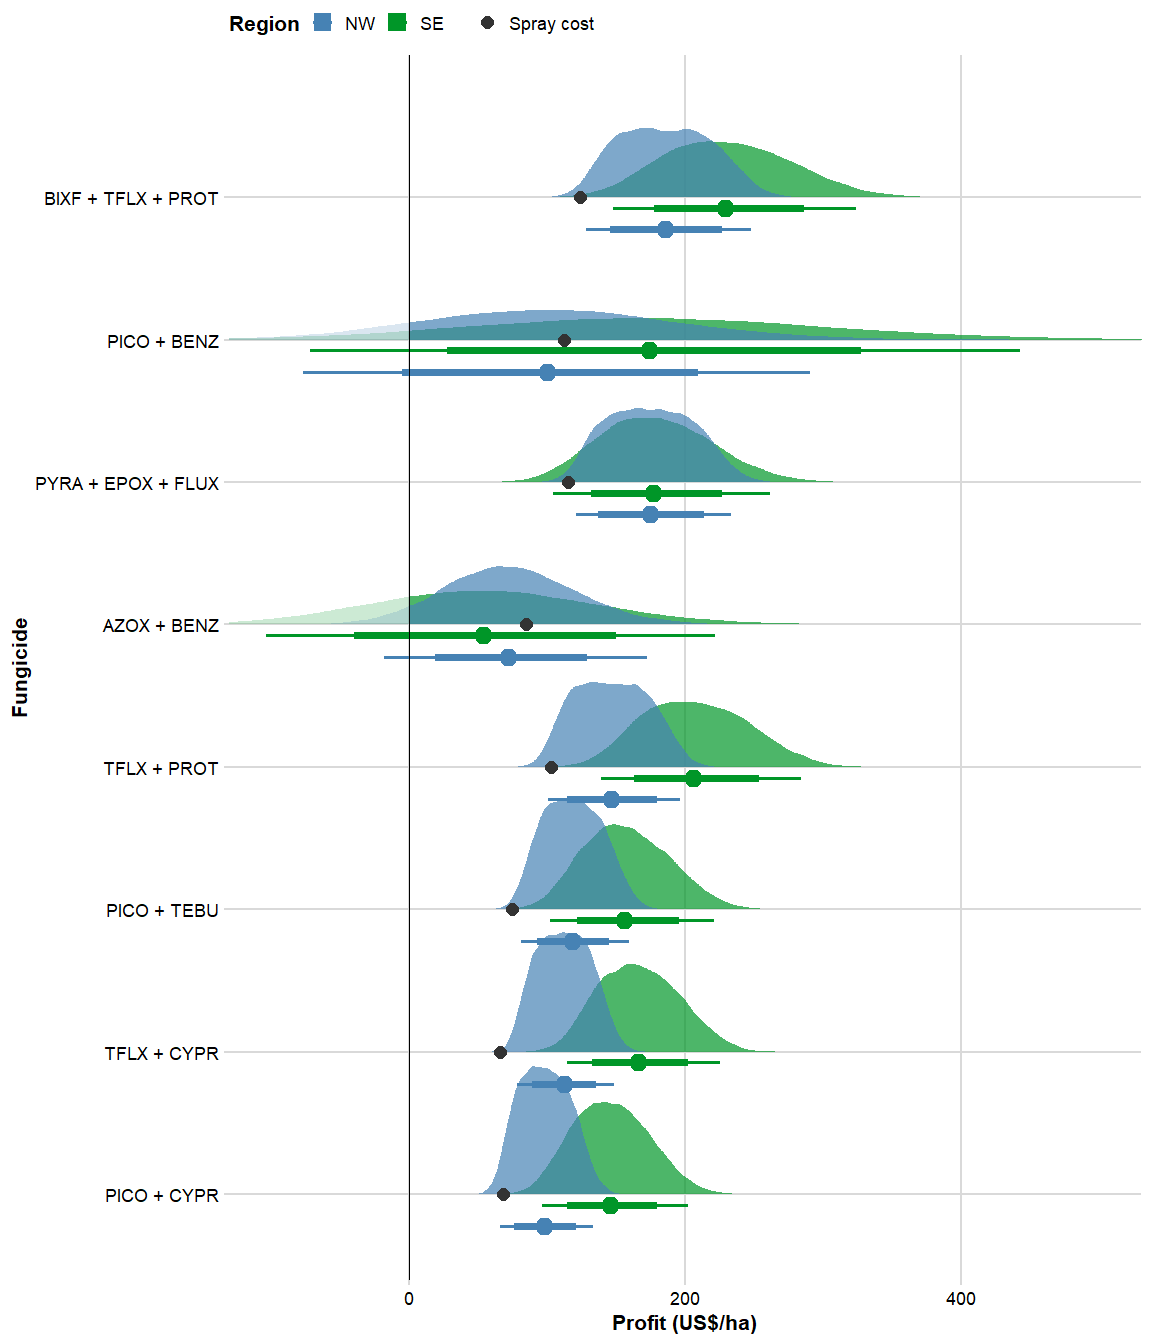 Region NW SE Spray cost
BIXF + TFLX + PROT
PICO + BENZ
PYRA + EPOX + FLUX
AZOX + BENZ
TFLX + PROT
PICO + TEBU
TFLX + CYPR
PICO + CYPR
Fungicide
0 200 400
Profit (US$/ha)